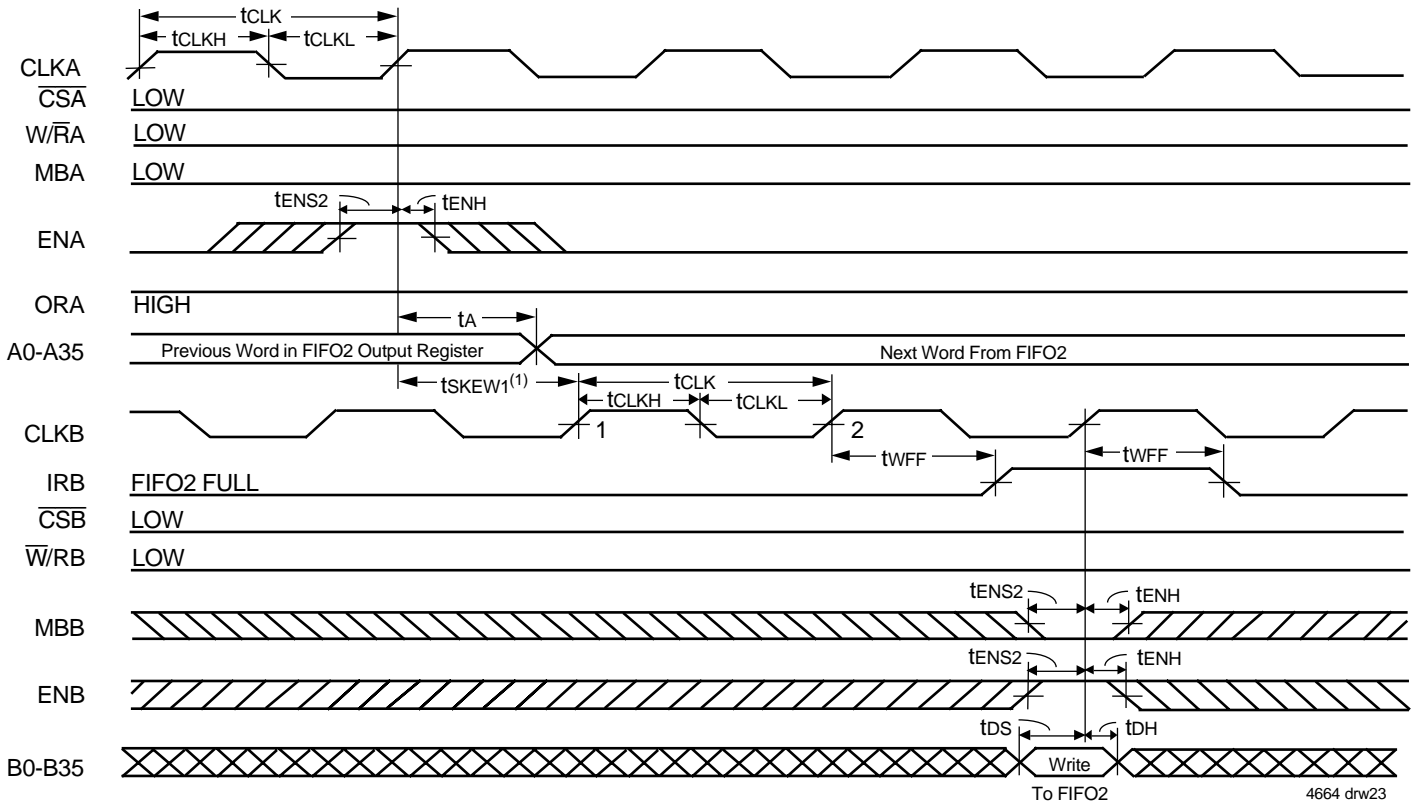 tCLK
tCLKH tCLKL
CLKA
CSA LOW
W/RA LOW
MBA LOW
tENS2 tENH
ENA
ORA HIGH
tA
A0-A35 Previous Word in FIFO2 Output Register Next Word From FIFO2
tSKEW1(1) tCLK
tCLKH tCLKL
CLKB 1 2
tWFF tWFF
IRB FIFO2 FULL
CSB LOW
W/RB LOW
tENS2 tENH
MBB
tENS2 tENH
ENB
tDS tDH
B0-B35 Write
To FIFO2 4664 drw23